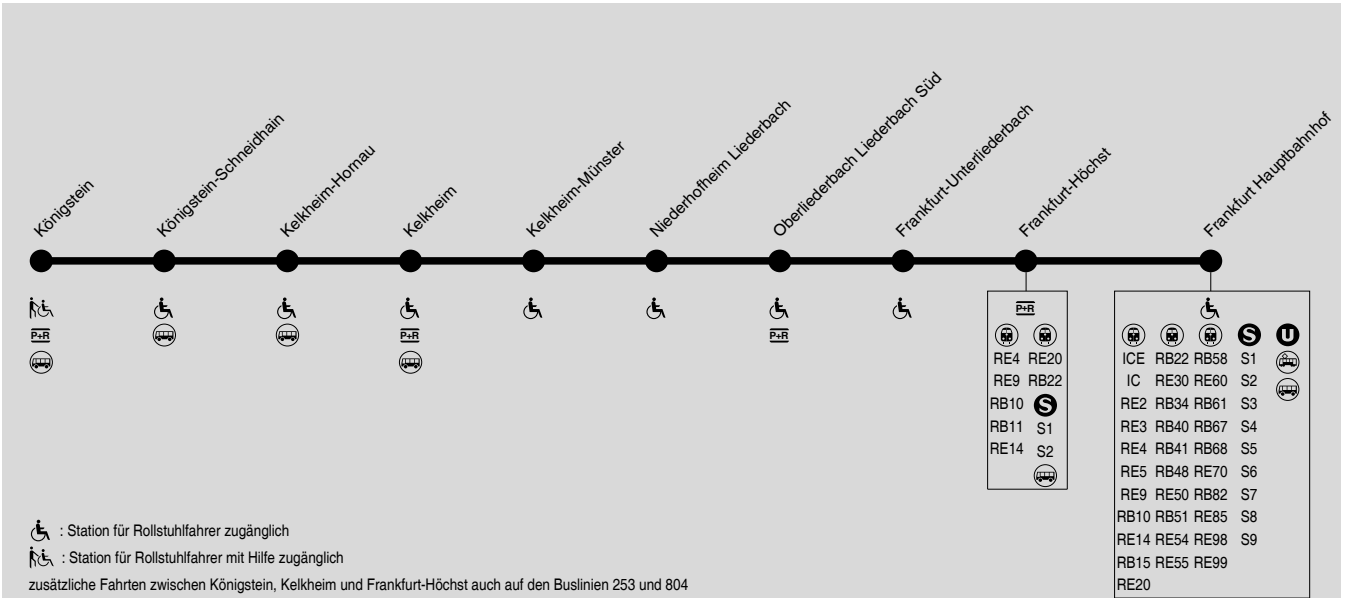 Königstein
Königstein-Schneidhain
Kelkheim-Hornau
Kelkheim
Kelkheim-Münster
Niederhofheim Liederbach
Oberliederbach Liederbach Süd
Frankfurt-Unterliederbach
Frankfurt-Höchst
Frankfurt Hauptbahnhof
P+R
P+R
P+R
P+R
RE4 RE20
RE9 RB22
RB10 S
RB11 S1
RE14 S2
S U
ICE RB22 RB58 S1
IC RE30 RE60 S2
RE2 RB34 RB61 S3
RE3 RB40 RB67 S4
RE4 RB41 RB68 S5
RE5 RB48 RE70 S6
RE9 RE50 RB82 S7
RB10 RB51 RE85 S8
RE14 RE54 RE98 S9
RB15 RE55 RE99
RE20
: Station für Rollstuhlfahrer zugänglich
: Station für Rollstuhlfahrer mit Hilfe zugänglich
zusätzliche Fahrten zwischen Königstein, Kelkheim und Frankfurt-Höchst auch auf den Buslinien 253 und 804